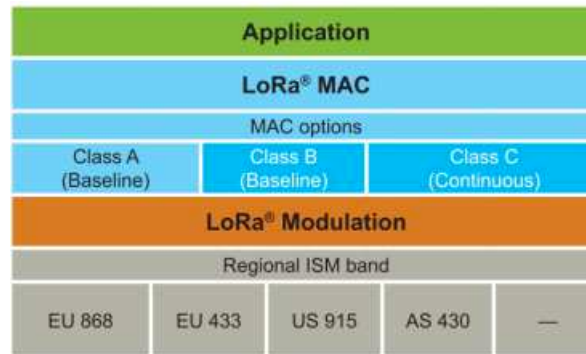 Application
LoRa® MAC
MAC options
Class A
(Baseline)
Class B
(Baseline)
Class C
(Continuous)
LoRa® Modulation
Regional ISM band
EU 868
EU 433
US 915
AS 430
—